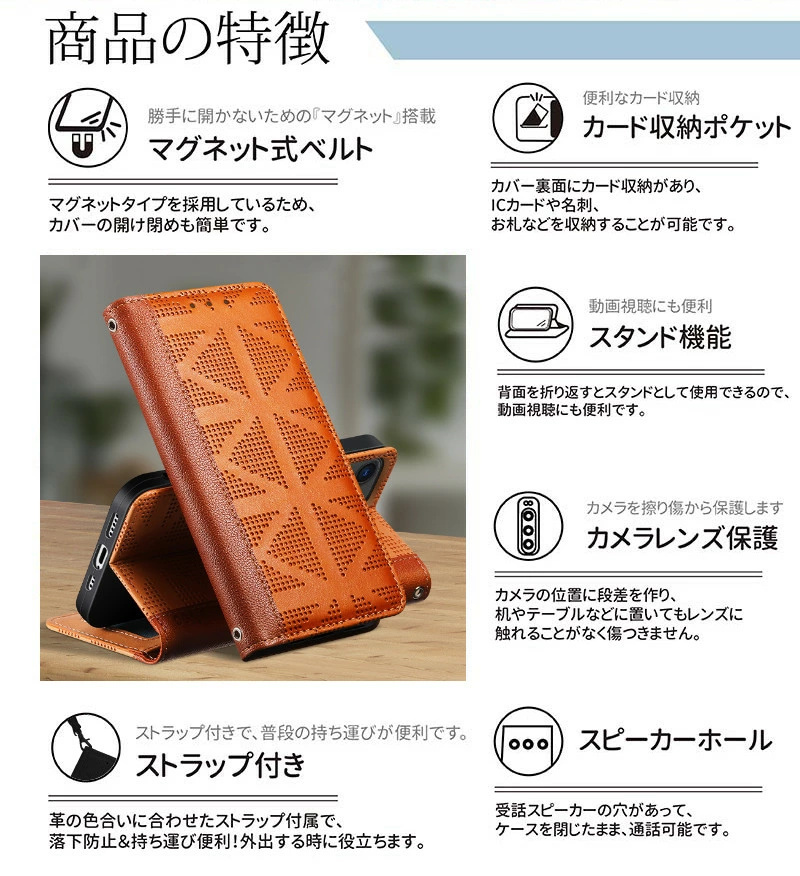 商品の特徴
勝手に開かないための『マグネット』搭載
マグネット式ベルト
マグネットタイプを採用しているため、
カバーの開け閉めも簡単です。
便利なカード収納
カード収納ポケット
カバー裏面にカード収納があり、
ICカードや名刺、
お札などを収納することが可能です。
動画視聴にも便利
スタンド機能
背面を折り返すとスタンドとして使用できるので、
動画視聴にも便利です。
カメラを擦り傷から保護します
カメラレンズ保護
カメラの位置に段差を作り、
机やテーブルなどに置いてもレンズに
触れることがなく傷つきません。
ストラップ付きで、普段の持ち運びが便利です。
ストラップ付き
革の色合いに合わせたストラップ付属で、
落下防止&持ち運び便利!外出する時に役立ちます。
スピーカーホール
受話スピーカーの穴があって、
ケースを閉じたまま、通話可能です。